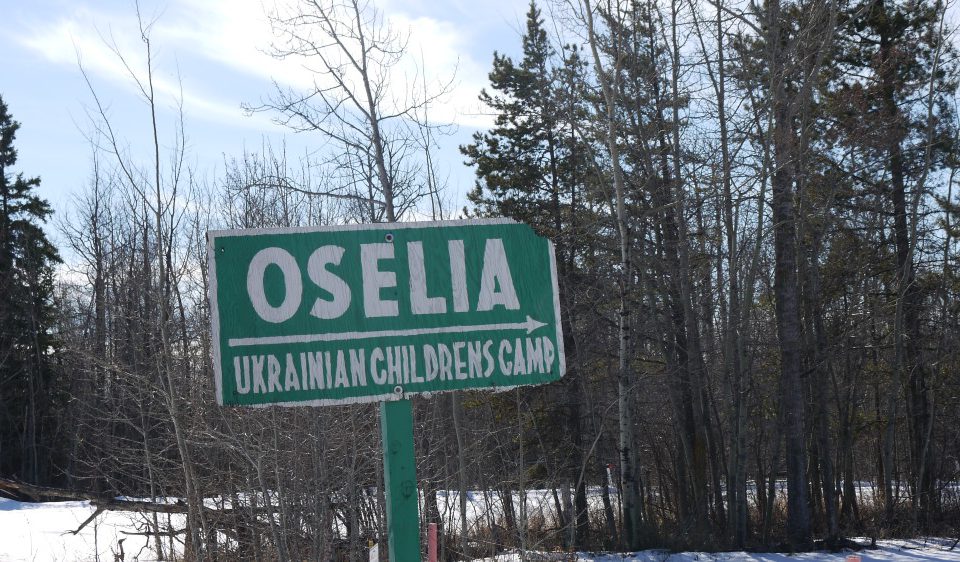 OSELIA
UKRAINIAN CHILDRENS CAMP